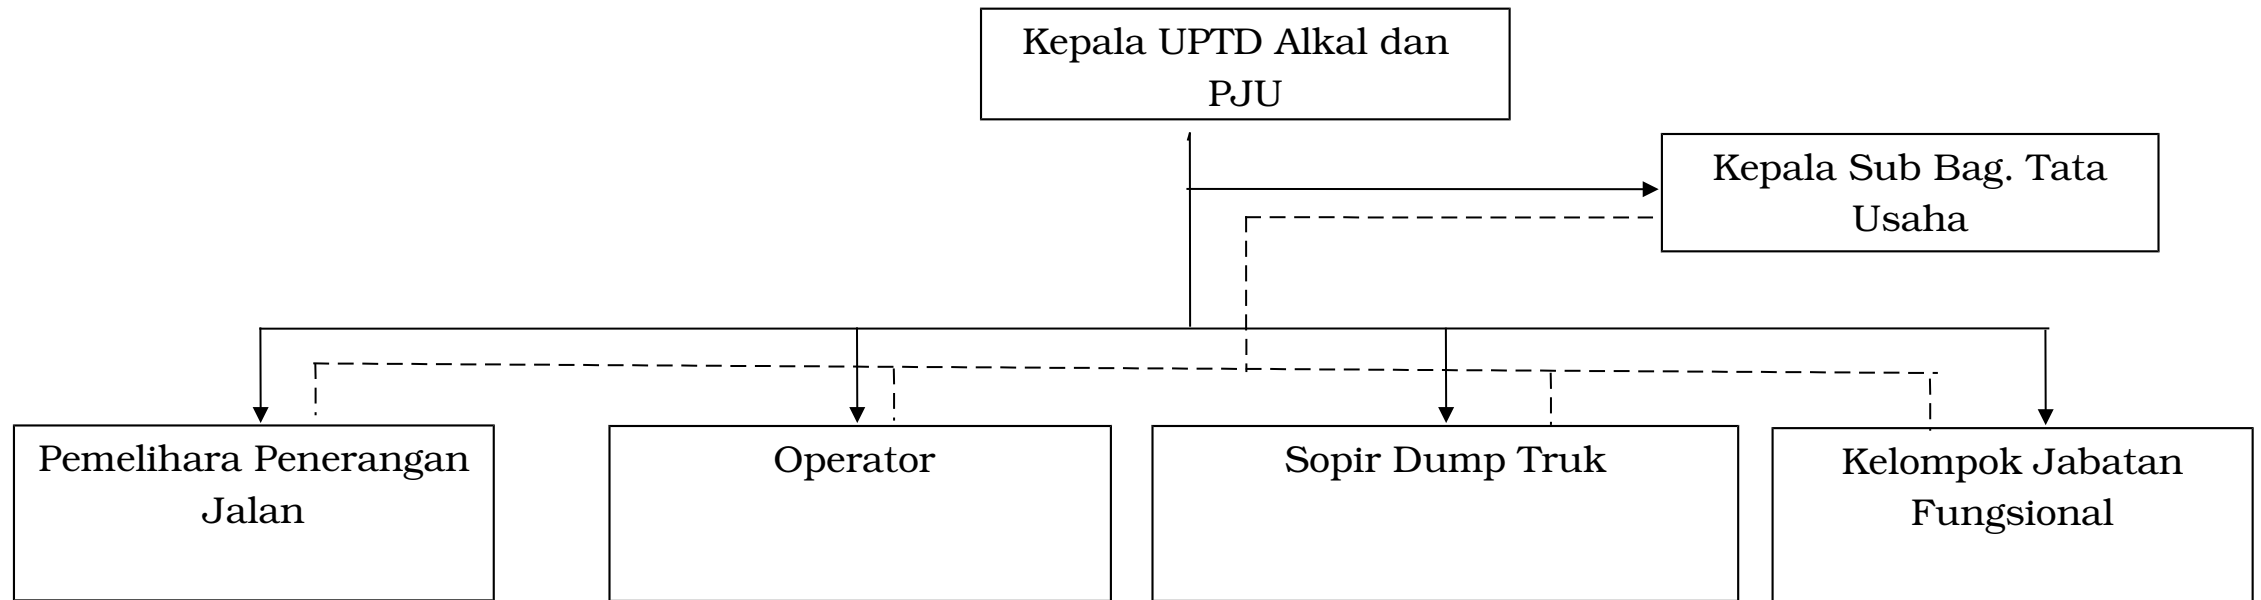 Kepala UPTD Alkal dan
PJU
Kepala Sub Bag. Tata
Usaha
Pemelihara Penerangan
Jalan
Operator
Sopir Dump Truk
Kelompok Jabatan
Fungsional